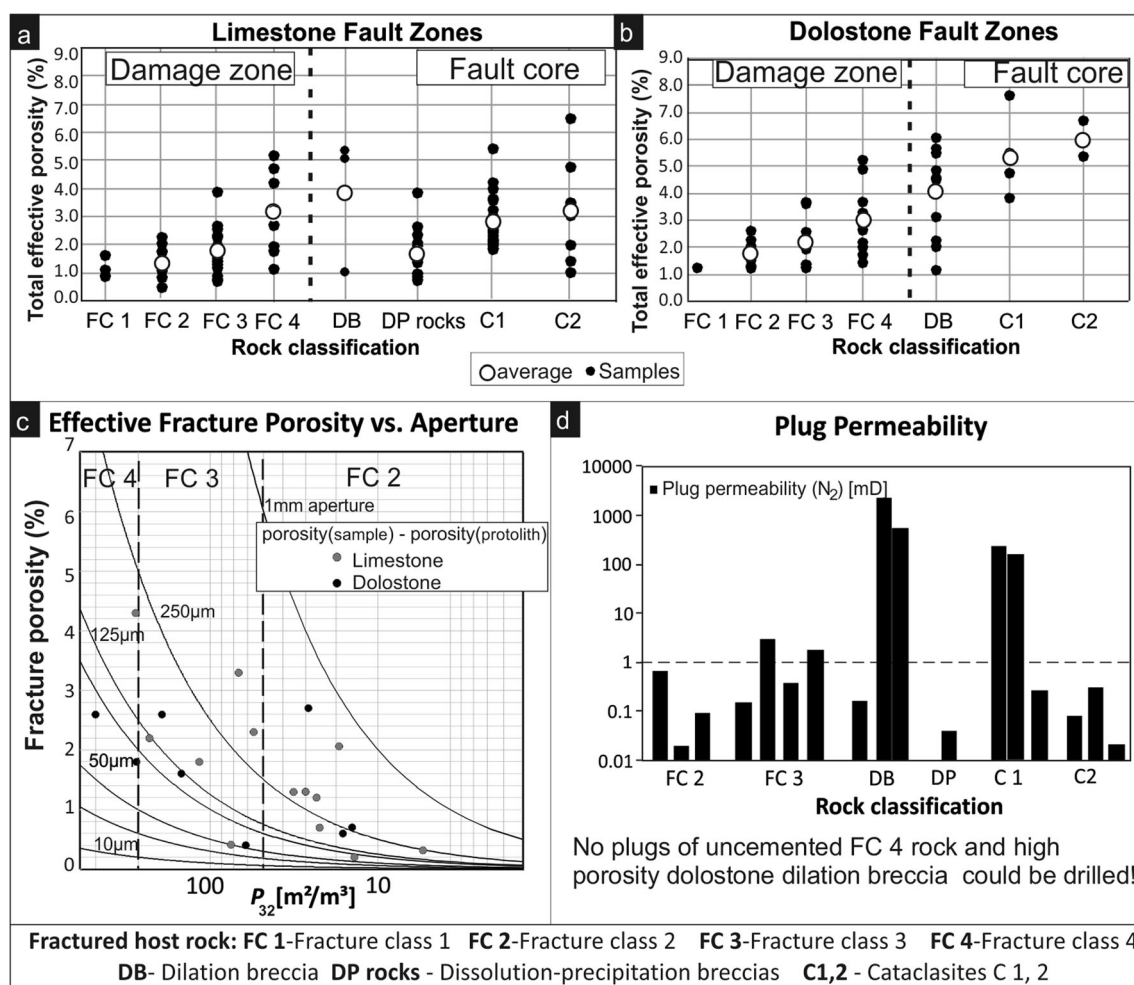 a
Limestone Fault Zones
Total effective porosity (%)
9.0
8.0
7.0
6.0
5.0
4.0
3.0
2.0
1.0
0.0
Damage zone
Fault core
FC 1 FC 2 FC 3 FC 4 DB DP rocks C1 C2
Rock classification
b
Dolostone Fault Zones
Total effective porosity (%)
9.0
8.0
7.0
6.0
5.0
4.0
3.0
2.0
1.0
0.0
Damage zone
Fault core
FC 1 FC 2 FC 3 FC 4 DB C1 C2
Rock classification
average Samples
c
Effective Fracture Porosity vs. Aperture
Fracture porosity (%)
7
6
5
4
3
2
1
0
FC 4 FC 3 FC 2
1mm aperture
porosity(sample) - porosity(protolith)
Limestone
Dolostone
250µm
125µm
50µm
10µm
100 10
P32[m²/m³]
d
Plug Permeability
10000
1000
100
10
1
0.1
0.01
Plug permeability (N₂) [mD]
FC 2 FC 3 DB DP C 1 C2
Rock classification
No plugs of uncemented FC 4 rock and high
porosity dolostone dilation breccia could be drilled!
Fractured host rock: FC 1-Fracture class 1 FC 2-Fracture class 2 FC 3-Fracture class 3 FC 4-Fracture class 4
DB- Dilation breccia DP rocks - Dissolution-precipitation breccias C1,2 - Cataclasites C 1, 2